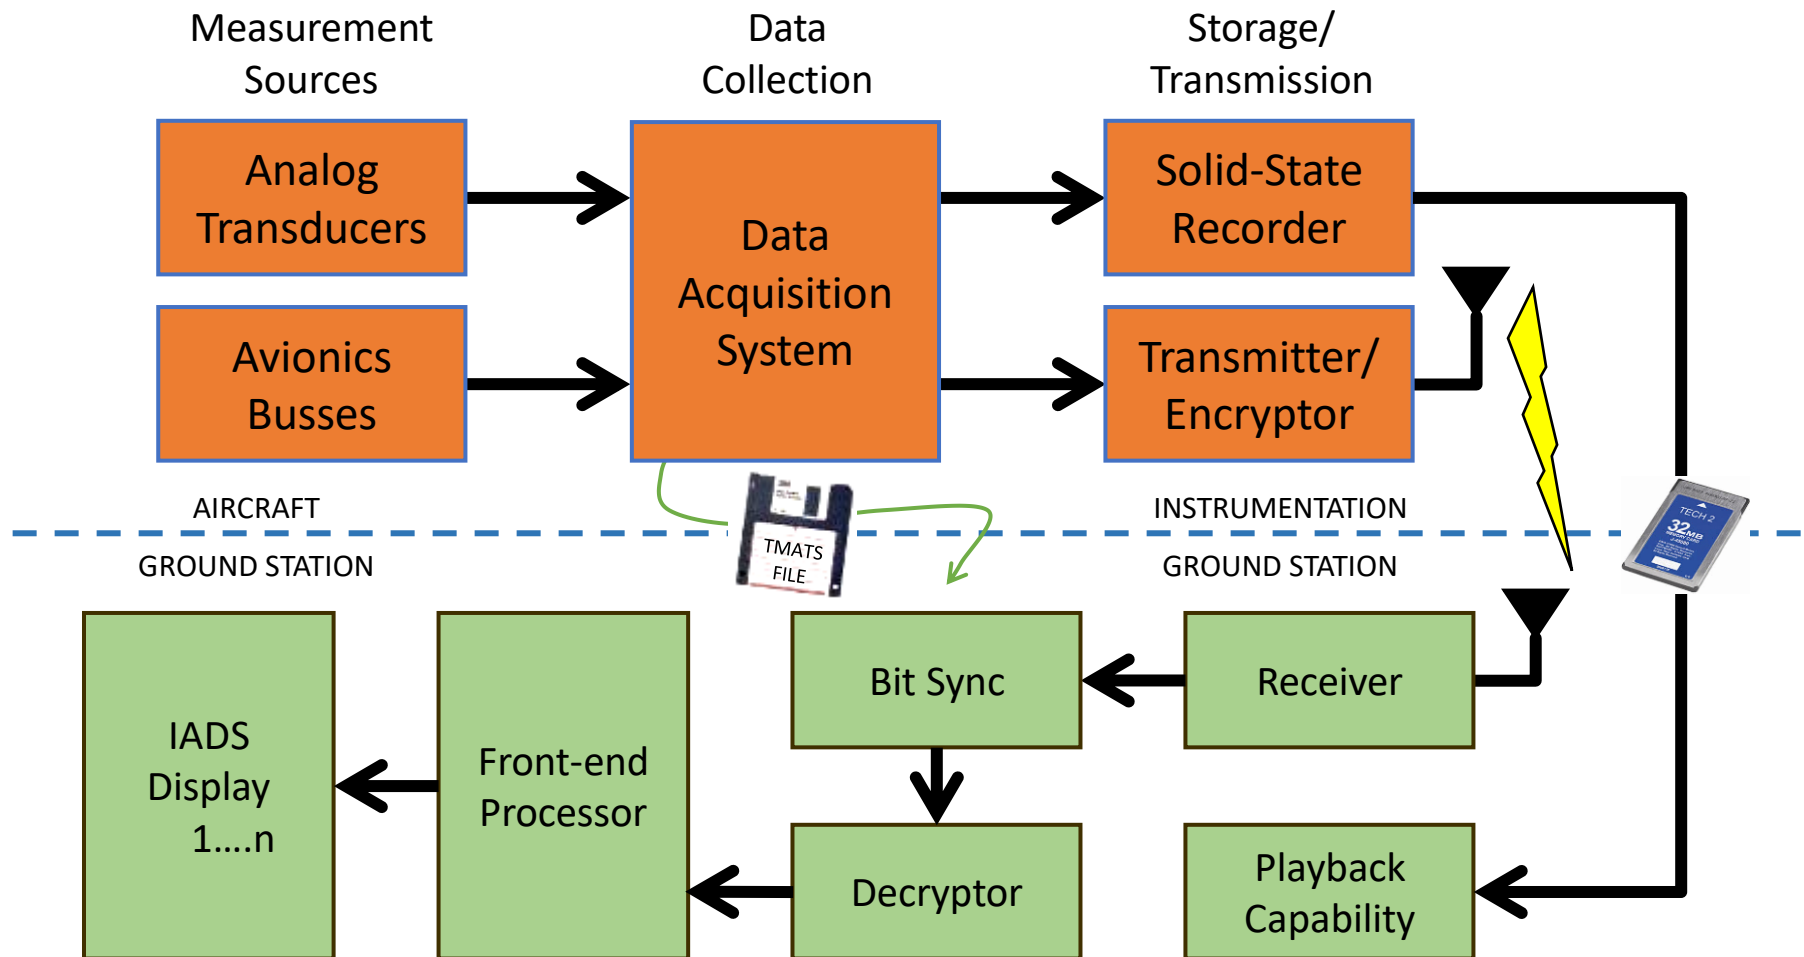 Measurement
Sources
Data
Collection
Storage/
Transmission
Analog
Transducers
Data
Acquisition
System
Solid-State
Recorder
Avionics
Busses
Transmitter/
Encryptor
AIRCRAFT
INSTRUMENTATION
TMATS
FILE
TECH 2
32MB
GROUND STATION
GROUND STATION
IADS
Display
1....n
Front-end
Processor
Bit Sync
Receiver
Decryptor
Playback
Capability